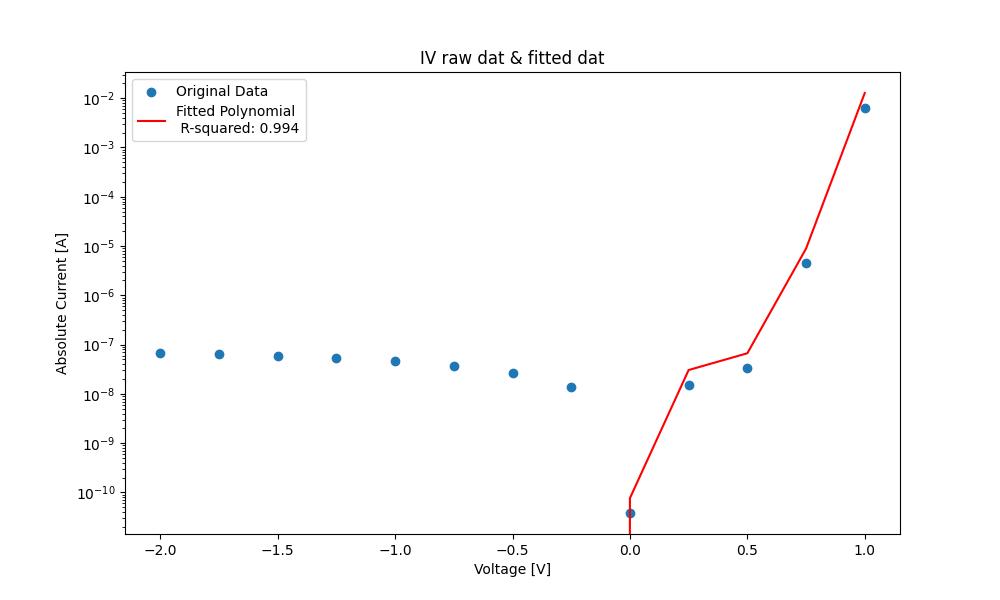 IV raw dat & fitted dat
Original Data
Fitted Polynomial
R-squared: 0.994
Absolute Current [A]
10⁻²
10⁻³
10⁻⁴
10⁻⁵
10⁻⁶
10⁻⁷
10⁻⁸
10⁻⁹
10⁻¹⁰
−2.0 −1.5 −1.0 −0.5 0.0 0.5 1.0
Voltage [V]